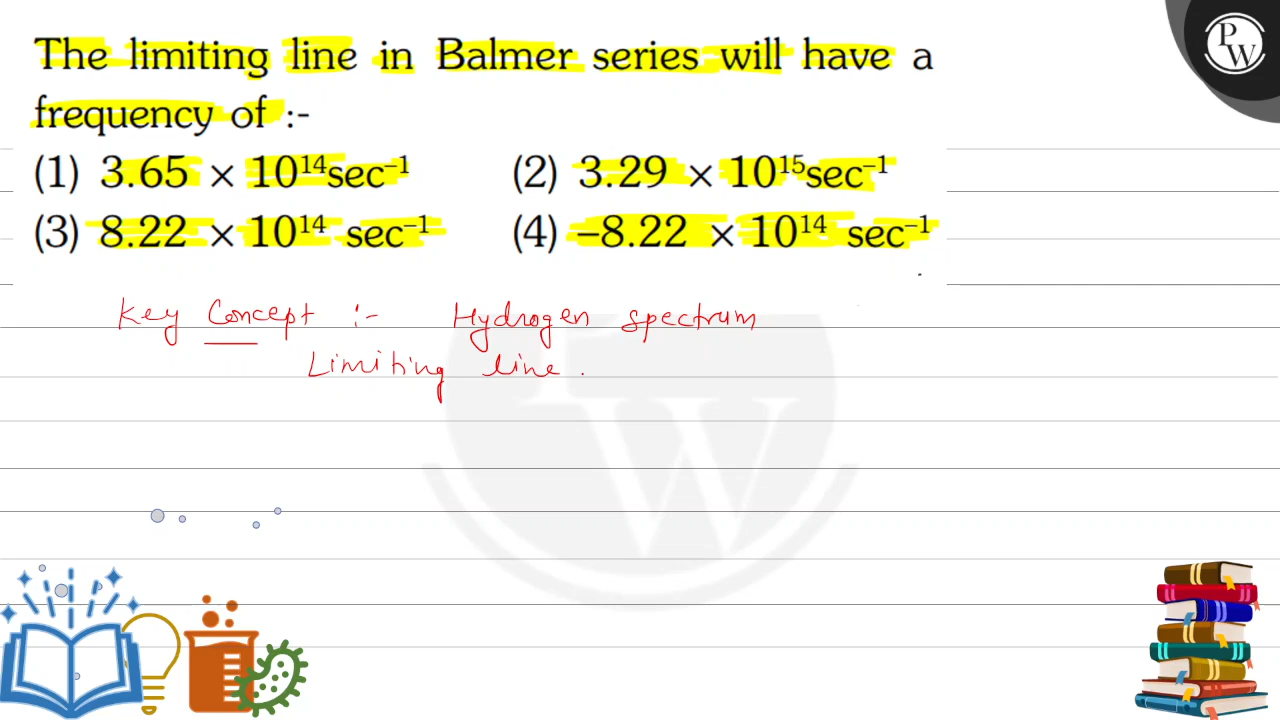 The limiting line in Balmer series will have a
frequency of :-
(1) 3.65 × 10¹⁴sec⁻¹ (2) 3.29 × 10¹⁵sec⁻¹
(3) 8.22 × 10¹⁴ sec⁻¹ (4) –8.22 × 10¹⁴ sec⁻¹
Key Concept :- Hydrogen spectrum
Limiting line.
P
W
W